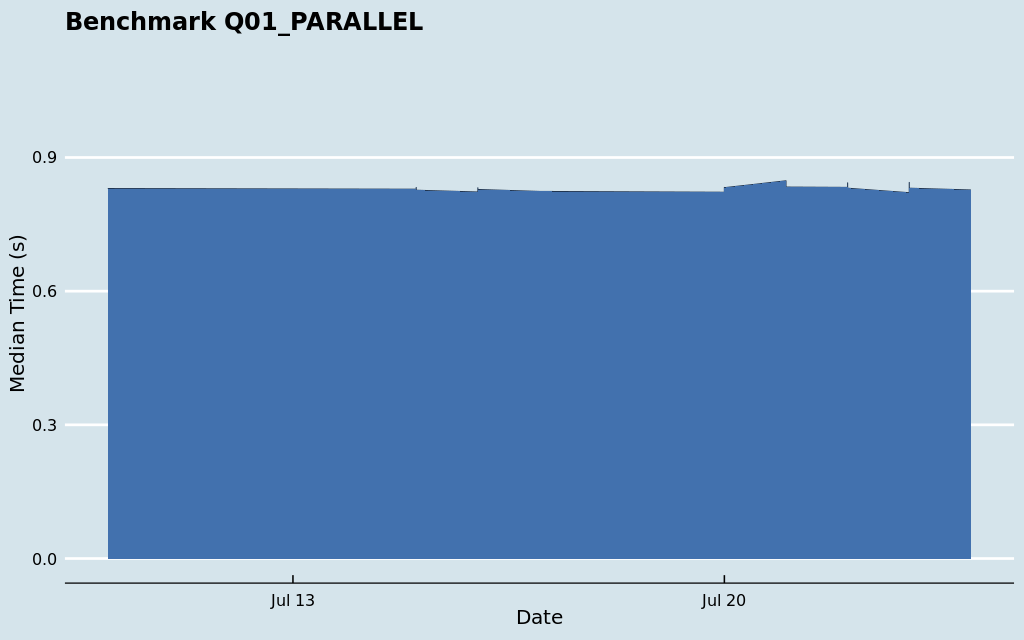 Benchmark Q01_PARALLEL
Median Time (s)
0.9
0.6
0.3
0.0
Jul 13
Jul 20
Date